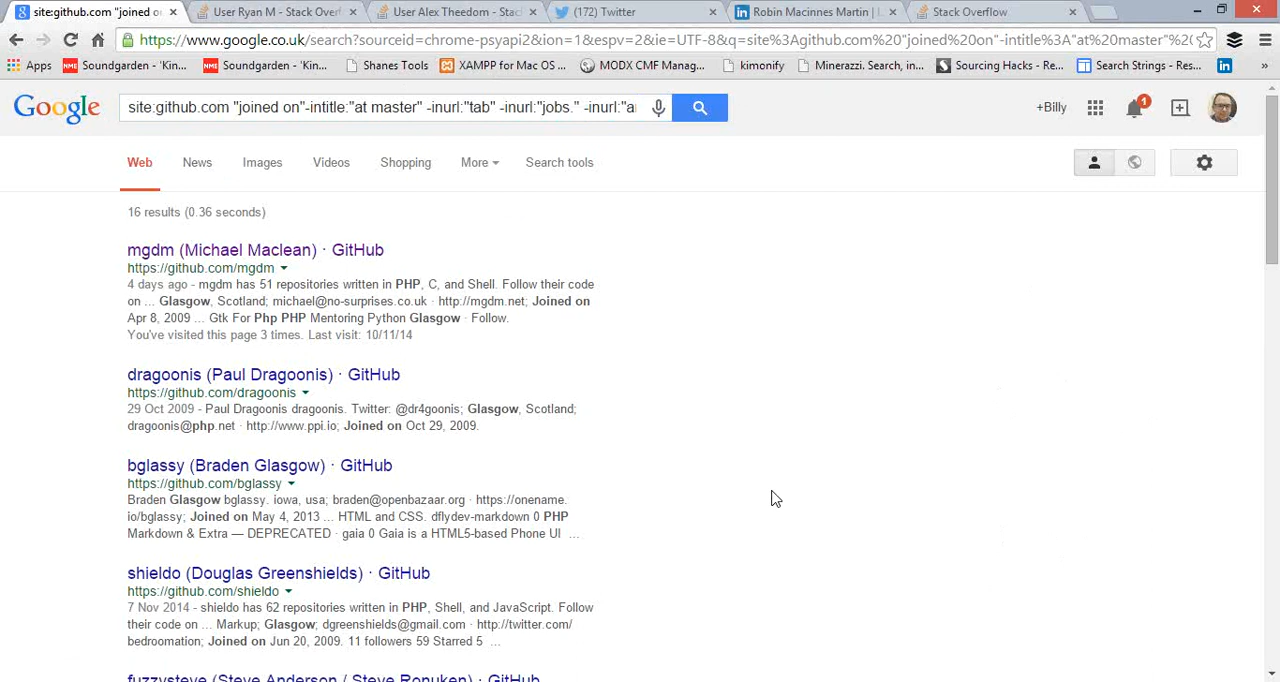 site:github.com "joined on
User Ryan M - Stack Over
User Alex Theedom - Stac
(172) Twitter
Robin Macinnes Martin | L
Stack Overflow
https://www.google.co.uk/search?sourceid=chrome-psyapi2&ion=1&espv=2&ie=UTF-8&q=site%3Agithub.com%20"joined%20on"-intitle%3A"at%20master"%2
Apps
NME
Soundgarden - 'Kin...
NME
Soundgarden - 'Kin...
Shanes Tools
XAMPP for Mac OS ...
MODX CMF Manag...
kimonify
Minerazzi. Search, in...
Sourcing Hacks - Re...
Search Strings - Res...
in
»
Google
site:github.com "joined on"-intitle:"at master" -inurl:"tab" -inurl:"jobs." -inurl:"a
+Billy
1
Web
News
Images
Videos
Shopping
More
Search tools
16 results (0.36 seconds)
mgdm (Michael Maclean) · GitHub
https://github.com/mgdm
4 days ago - mgdm has 51 repositories written in PHP, C, and Shell. Follow their code
on ... Glasgow, Scotland; michael@no-surprises.co.uk · http://mgdm.net; Joined on
Apr 8, 2009 ... Gtk For Php PHP Mentoring Python Glasgow · Follow.
You've visited this page 3 times. Last visit: 10/11/14
dragoonis (Paul Dragoonis) · GitHub
https://github.com/dragoonis
29 Oct 2009 - Paul Dragoonis dragoonis. Twitter: @dr4goonis; Glasgow, Scotland;
dragoonis@php.net · http://www.ppi.io; Joined on Oct 29, 2009.
bglassy (Braden Glasgow) · GitHub
https://github.com/bglassy
Braden Glasgow bglassy. iowa, usa; braden@openbazaar.org · https://onename.
io/bglassy; Joined on May 4, 2013 ... HTML and CSS. dflydev-markdown 0 PHP
Markdown & Extra — DEPRECATED · gaia 0 Gaia is a HTML5-based Phone UI ...
shieldo (Douglas Greenshields) · GitHub
https://github.com/shieldo
7 Nov 2014 - shieldo has 62 repositories written in PHP, Shell, and JavaScript. Follow
their code on ... Markup; Glasgow; dgreenshields@gmail.com · http://twitter.com/
bedroomation; Joined on Jun 20, 2009. 11 followers 59 Starred 5 ...
fuzzysteve (Steve Anderson / Steve Ronuken) · GitHub